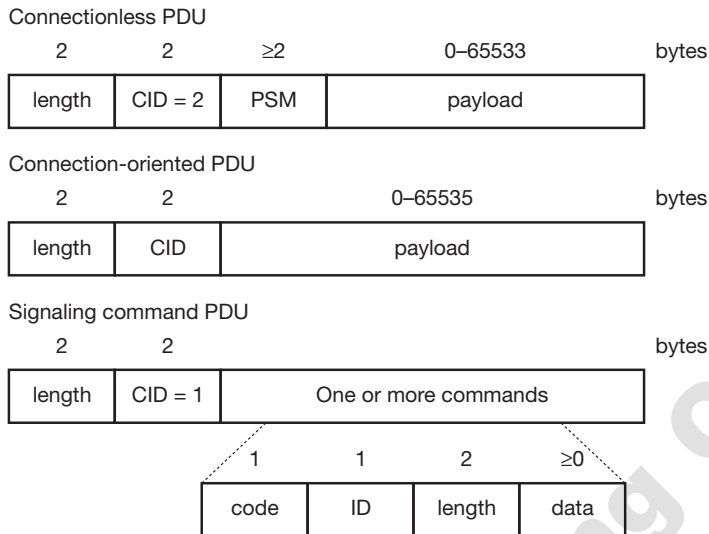 Connectionless PDU
2 2 ≥2 0–65533 bytes
length CID = 2 PSM payload
Connection-oriented PDU
2 2 0–65535 bytes
length CID payload
Signaling command PDU
2 2 bytes
length CID = 1 One or more commands
1 1 2 ≥0
code ID length data